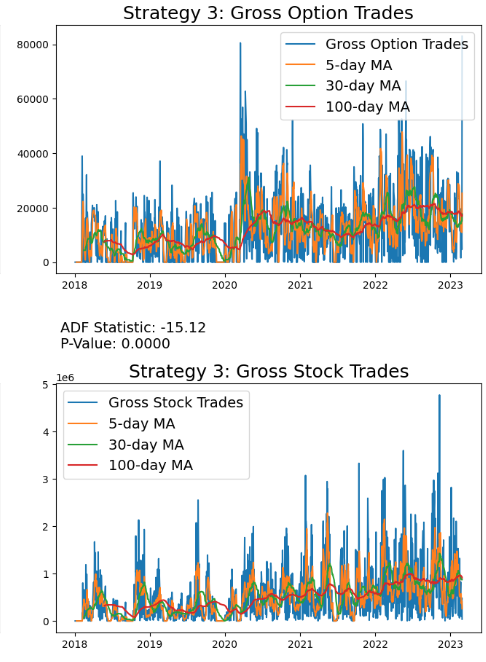 Strategy 3: Gross Option Trades
80000
60000
40000
20000
0
Gross Option Trades
5-day MA
30-day MA
100-day MA
2018 2019 2020 2021 2022 2023
ADF Statistic: -15.12
P-Value: 0.0000
Strategy 3: Gross Stock Trades
1e6
5
4
3
2
1
0
Gross Stock Trades
5-day MA
30-day MA
100-day MA
2018 2019 2020 2021 2022 2023